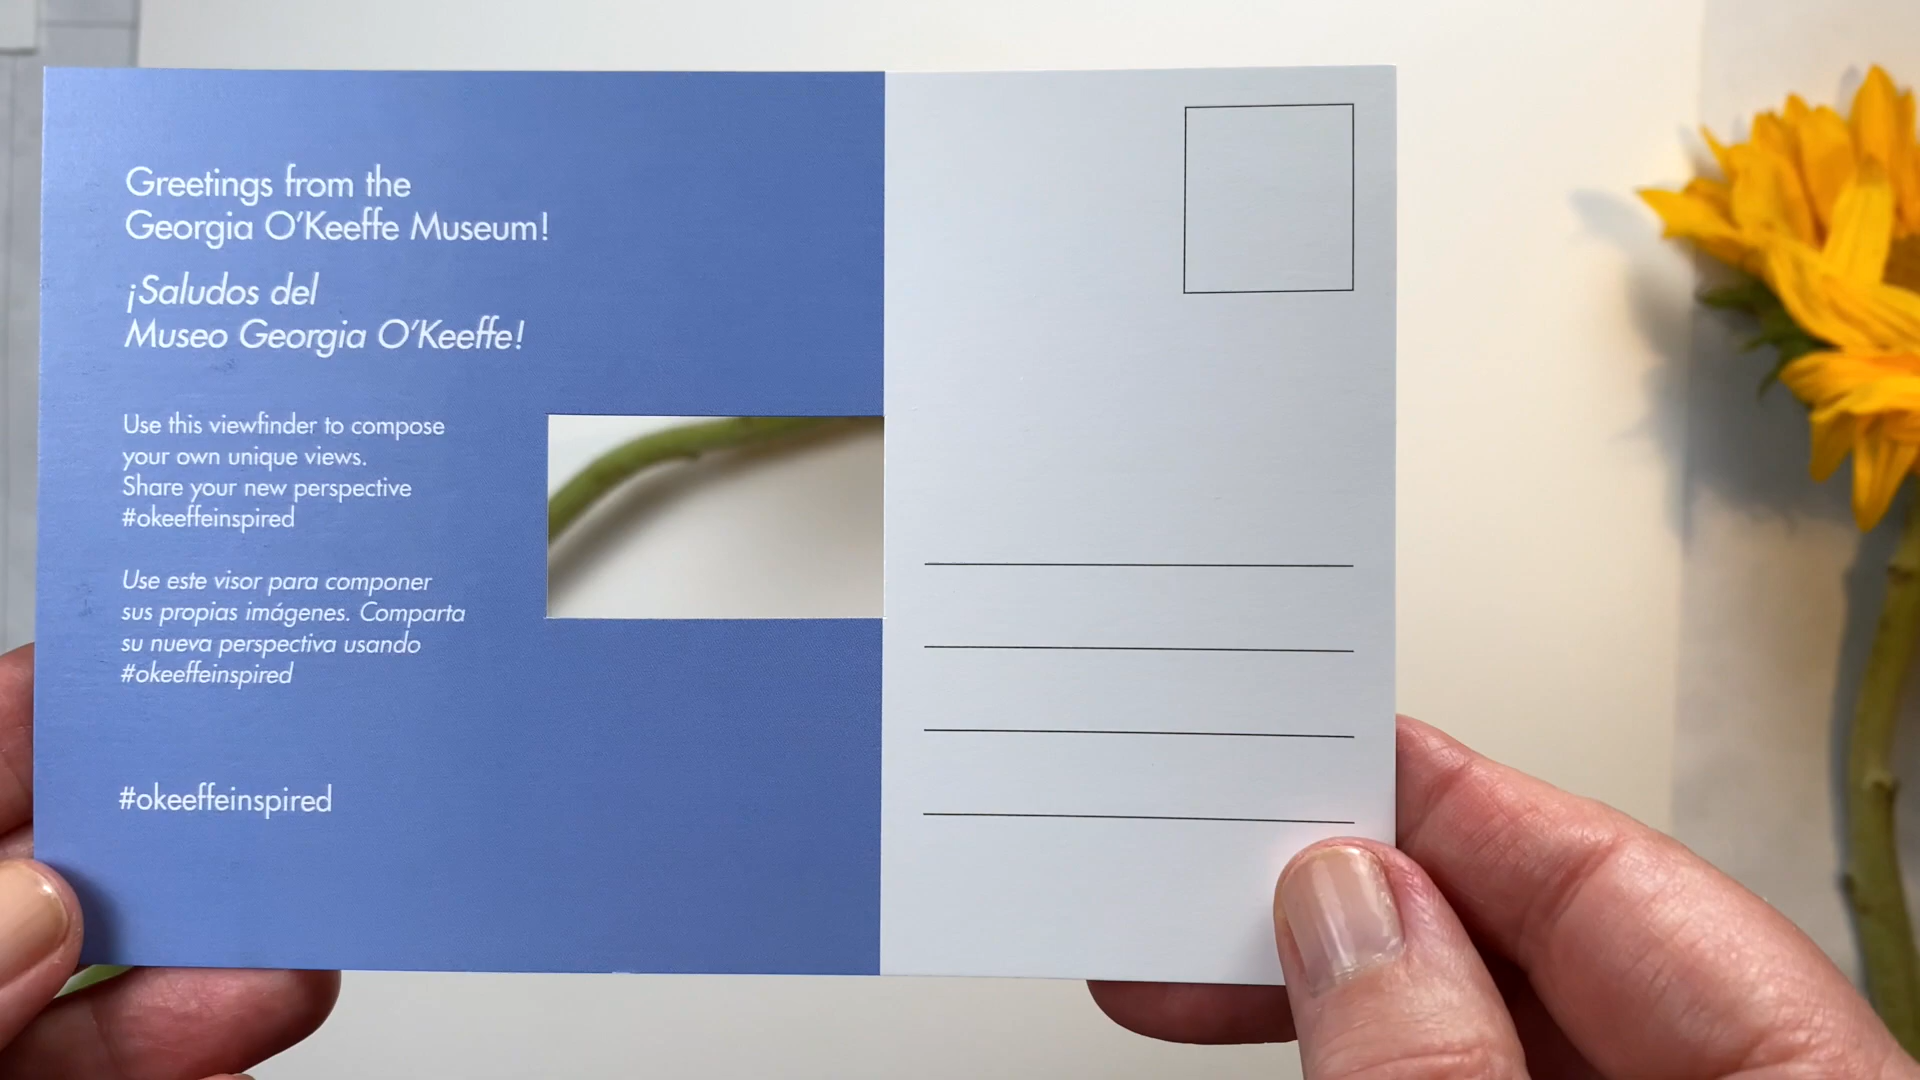 Greetings from the
Georgia O'Keeffe Museum!
¡Saludos del
Museo Georgia O'Keeffe!
Use this viewfinder to compose
your own unique views.
Share your new perspective
#okeeffeinspired
Use este visor para componer
sus propias imágenes. Comparta
su nueva perspectiva usando
#okeeffeinspired
#okeeffeinspired